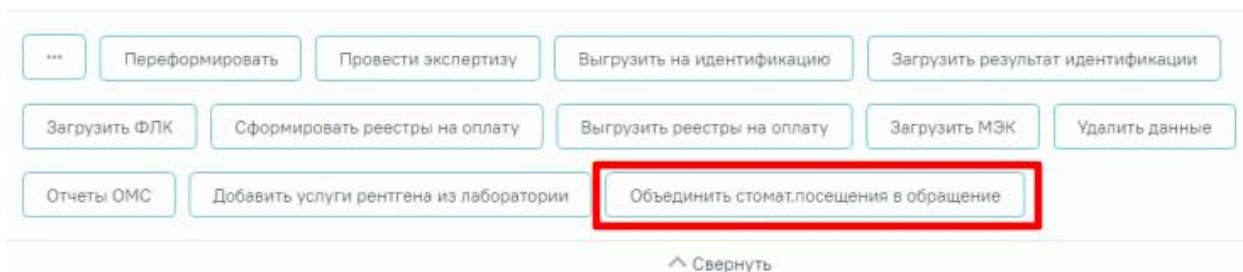 ... Переформировать Провести экспертизу Выгрузить на идентификацию Загрузить результат идентификации
Загрузить ФЛК Сформировать реестры на оплату Выгрузить реестры на оплату Загрузить МЭК Удалить данные
Отчеты ОМС Добавить услуги рентгена из лаборатории Объединить стомат.посещения в обращение
Свернуть